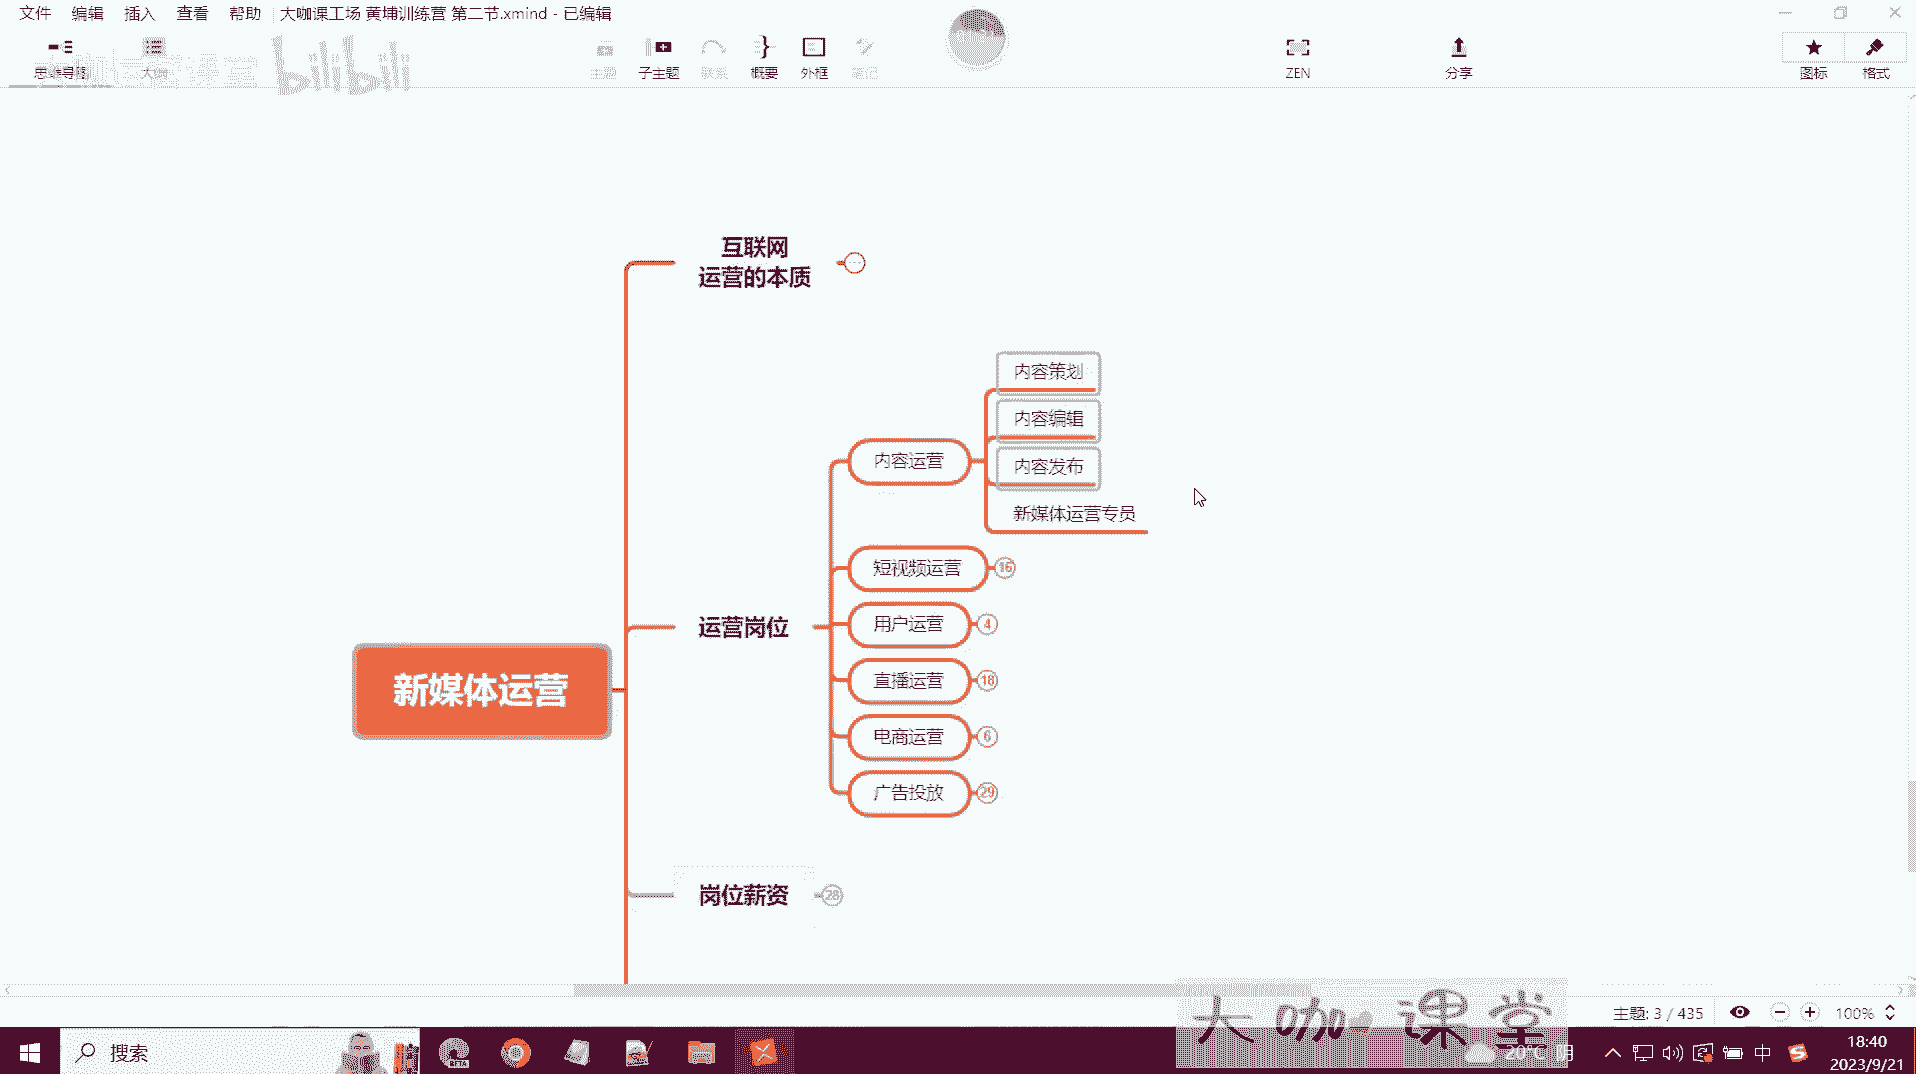 文件 编辑 插入 查看 帮助 大咖课工场 黄埔训练营 第二节.xmind - 已编辑
思维导图 大纲 主题 子主题 联系 概要 外框 笔记 ZEN 分享 图标 格式
bilibili
互联网
运营的本质
内容策划
内容编辑
内容运营
内容发布
新媒体运营专员
短视频运营 16
用户运营 4
运营岗位
直播运营 18
新媒体运营
电商运营 6
广告投放 29
岗位薪资 28
大咖课堂
主题: 3 / 435 100%
搜索
BETA
20°C 阴
中
18:40
2023/9/21